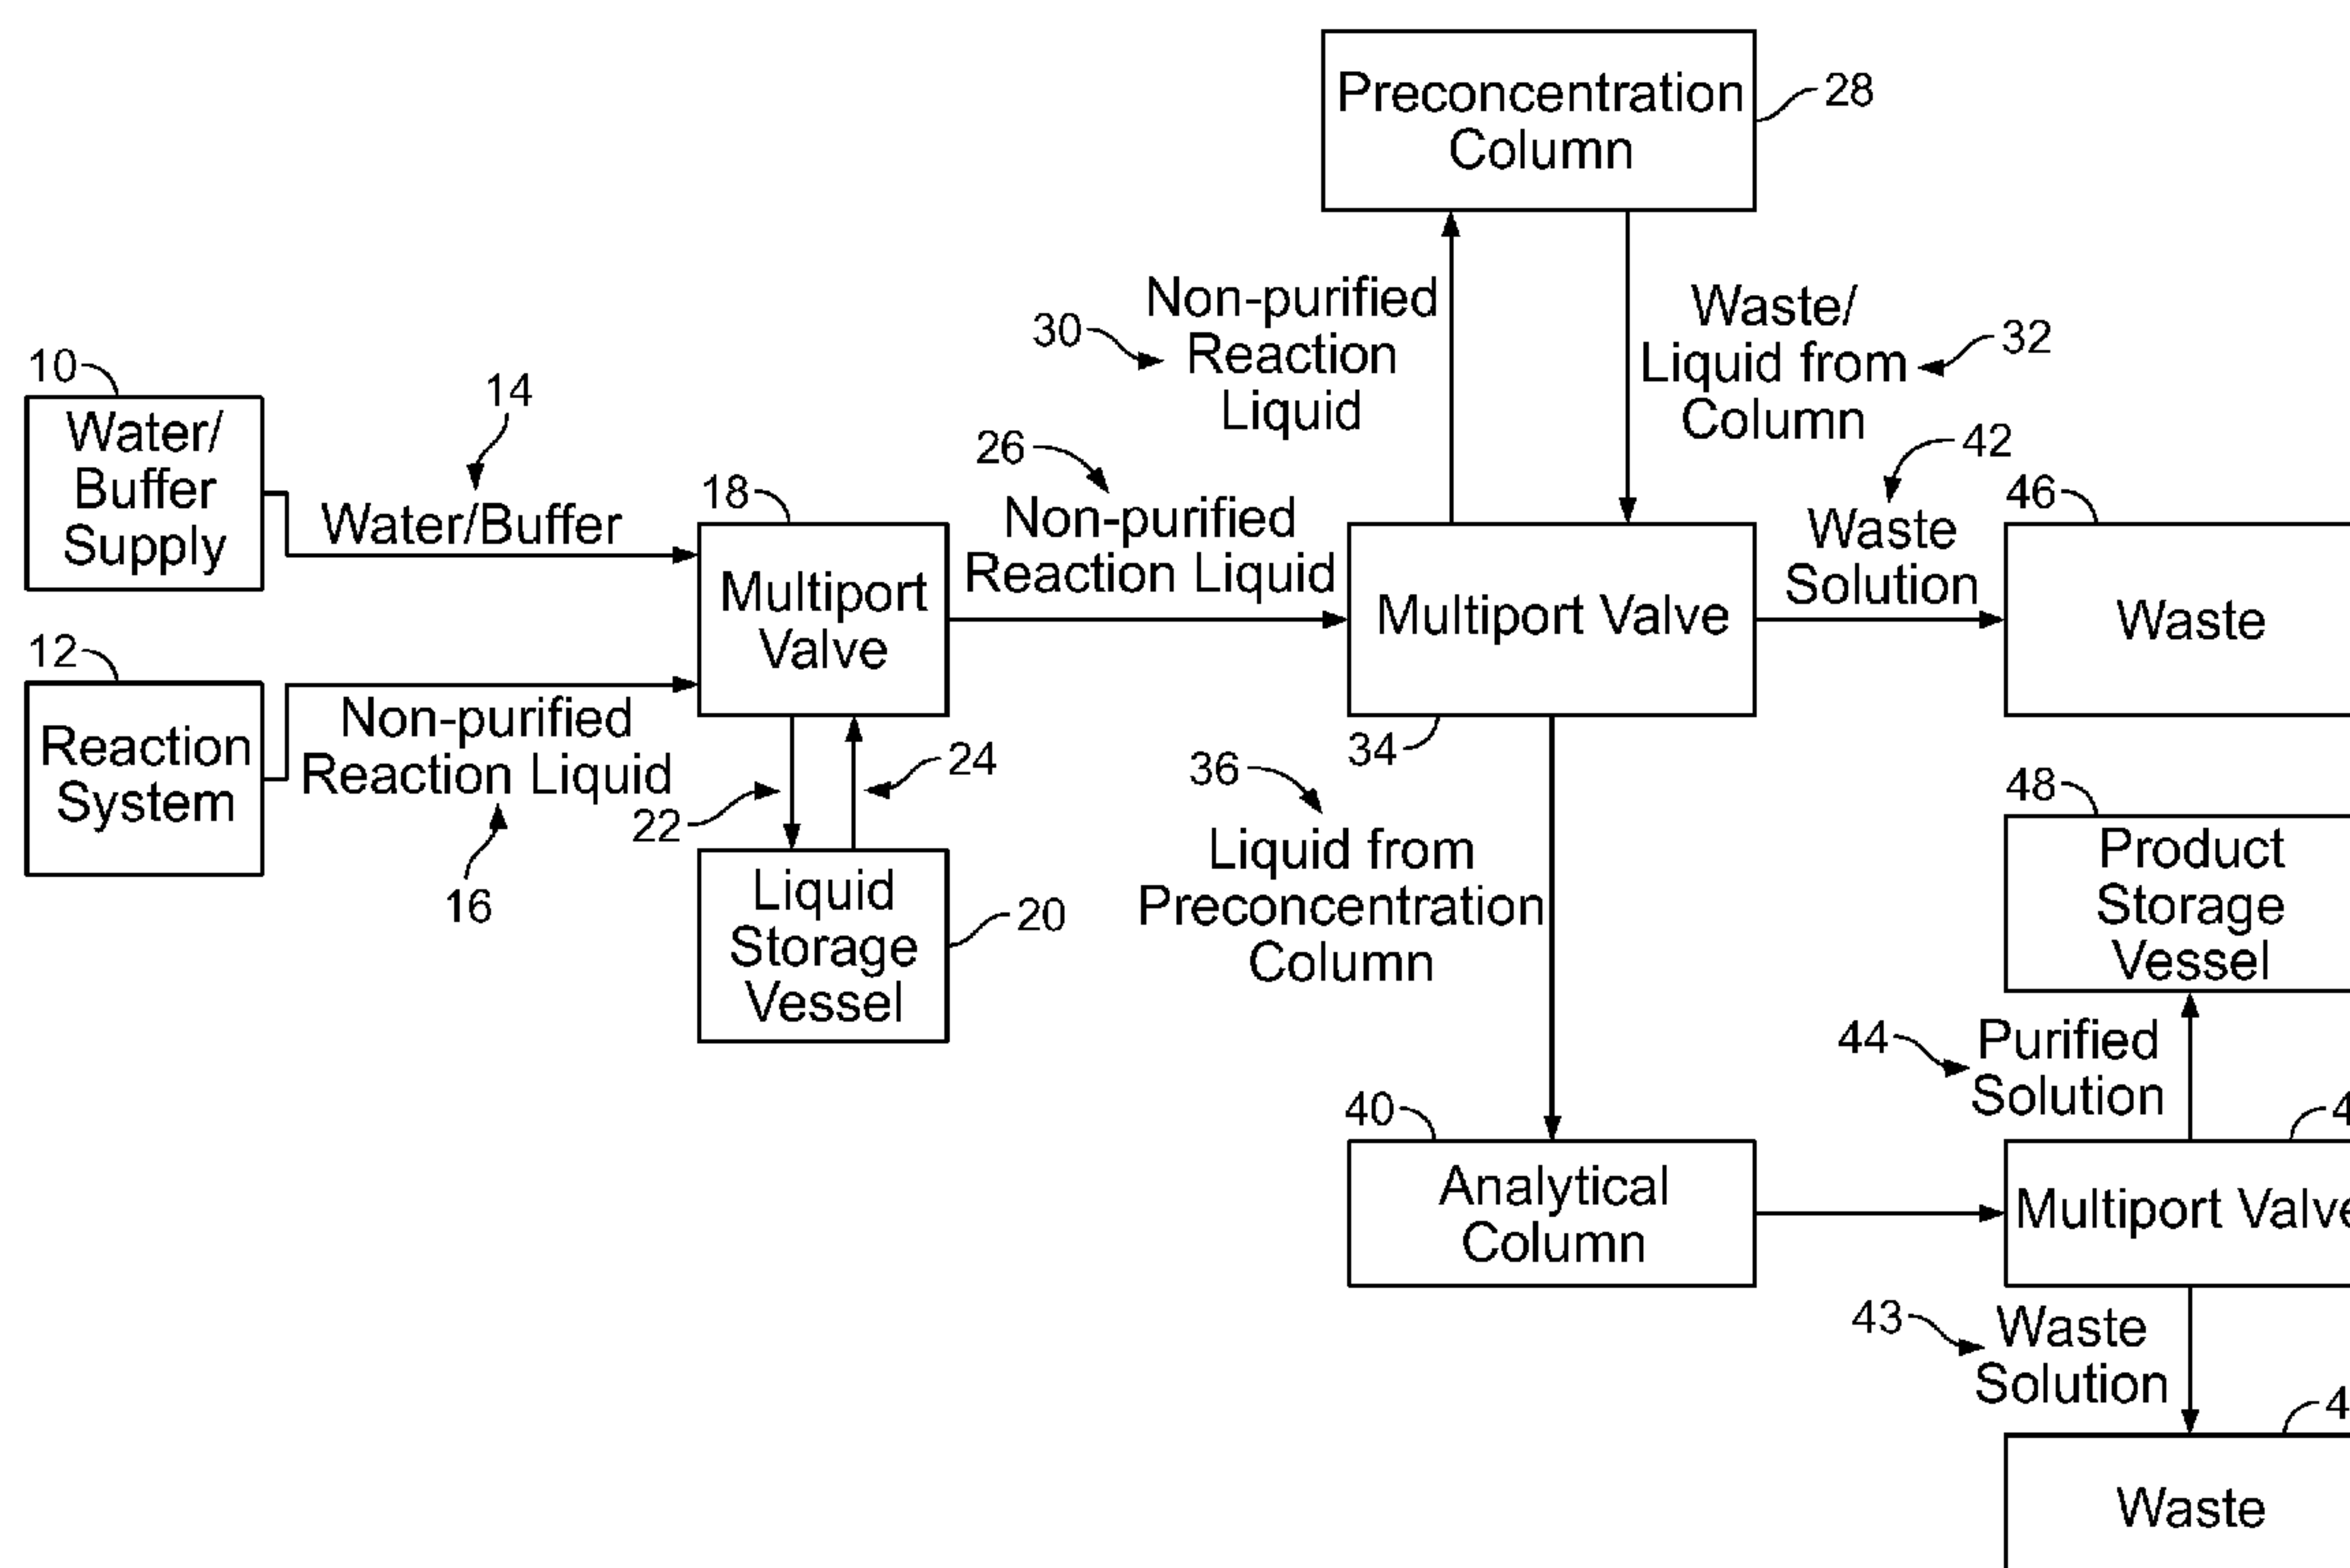 Preconcentration
Column
28
Non-purified
Reaction
Liquid
30
Waste/
Liquid from
Column
32
10
Water/
Buffer
Supply
14
Water/Buffer
12
Reaction
System
Non-purified
Reaction Liquid
16
18
Multiport
Valve
22
24
Liquid
Storage
Vessel
20
26
Non-purified
Reaction Liquid
Multiport Valve
34
42
Waste
Solution
46
Waste
36
Liquid from
Preconcentration
Column
40
Analytical
Column
48
Product
Storage
Vessel
44
Purified
Solution
Multiport Valve
43
Waste
Solution
Waste